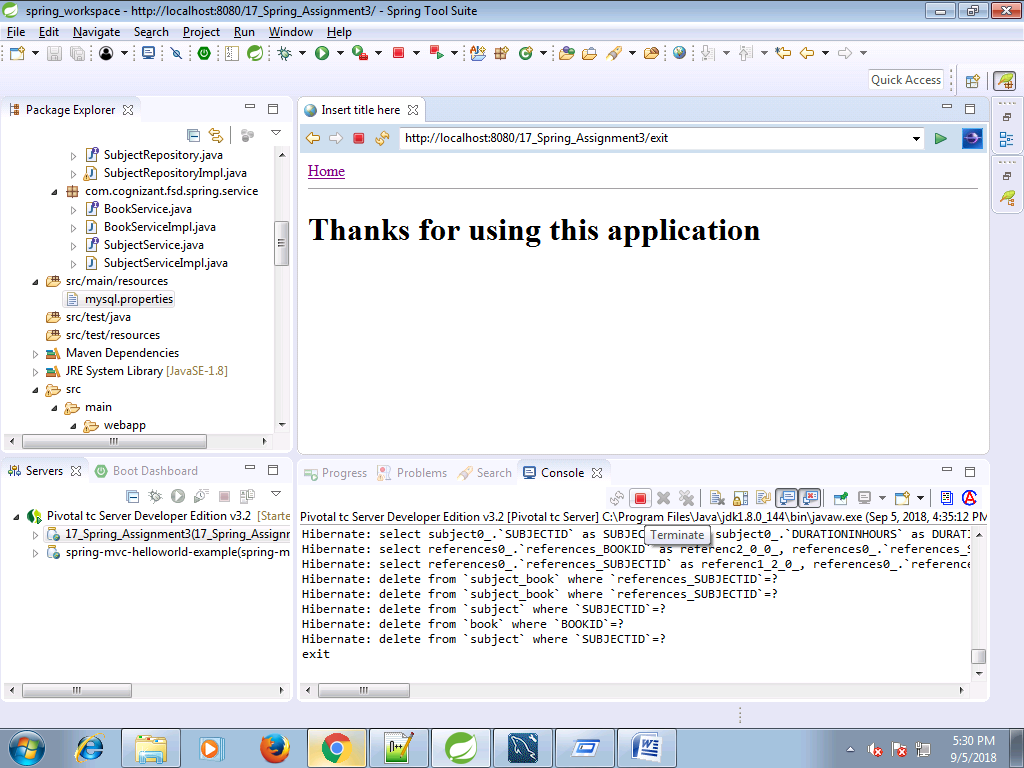 spring_workspace - http://localhost:8080/17_Spring_Assignment3/ - Spring Tool Suite
File Edit Navigate Search Project Run Window Help
Quick Access
Package Explorer
SubjectRepository.java
SubjectRepositoryImpl.java
com.cognizant.fsd.spring.service
BookService.java
BookServiceImpl.java
SubjectService.java
SubjectServiceImpl.java
src/main/resources
mysql.properties
src/test/java
src/test/resources
Maven Dependencies
JRE System Library [JavaSE-1.8]
src
main
webapp
Insert title here
http://localhost:8080/17_Spring_Assignment3/exit
Home
Thanks for using this application
Servers Boot Dashboard
Pivotal tc Server Developer Edition v3.2 [Starte
17_Spring_Assignment3(17_Spring_Assignr
spring-mvc-helloworld-example(spring-m
Progress Problems Search Console
Pivotal tc Server Developer Edition v3.2 [Pivotal tc Server] C:\Program Files\Java\jdk1.8.0_144\bin\javaw.exe (Sep 5, 2018, 4:35:12 PM
Terminate
Hibernate: select subject0_.`SUBJECTID` as SUBJEC subject0_.`DURATIONINHOURS` as DURATI
Hibernate: select references0_.`references_BOOKID` as referenc2_0_0_, references0_.`references_S
Hibernate: select references0_.`references_SUBJECTID` as referenc1_2_0_, references0_.`reference
Hibernate: delete from `subject_book` where `references_SUBJECTID`=?
Hibernate: delete from `subject_book` where `references_SUBJECTID`=?
Hibernate: delete from `subject` where `SUBJECTID`=?
Hibernate: delete from `book` where `BOOKID`=?
Hibernate: delete from `subject` where `SUBJECTID`=?
exit
5:30 PM
9/5/2018